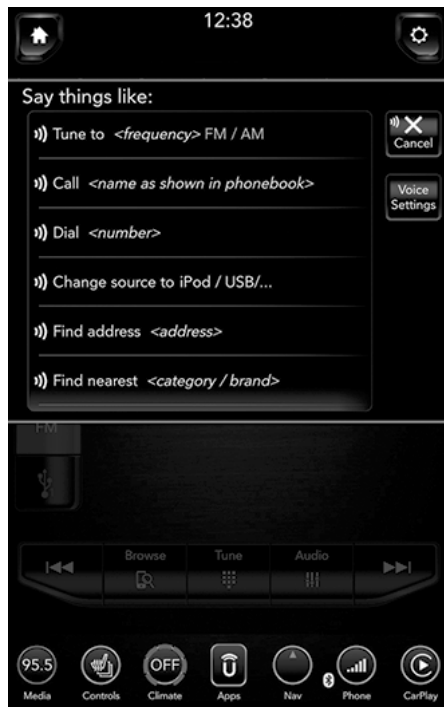 12:38
Say things like:
Tune to <frequency> FM / AM
Cancel
Call <name as shown in phonebook>
Voice
Settings
Dial <number>
Change source to iPod / USB/...
Find address <address>
Find nearest <category / brand>
FM
Browse Tune Audio
95.5 OFF
Media Controls Climate Apps Nav Phone CarPlay